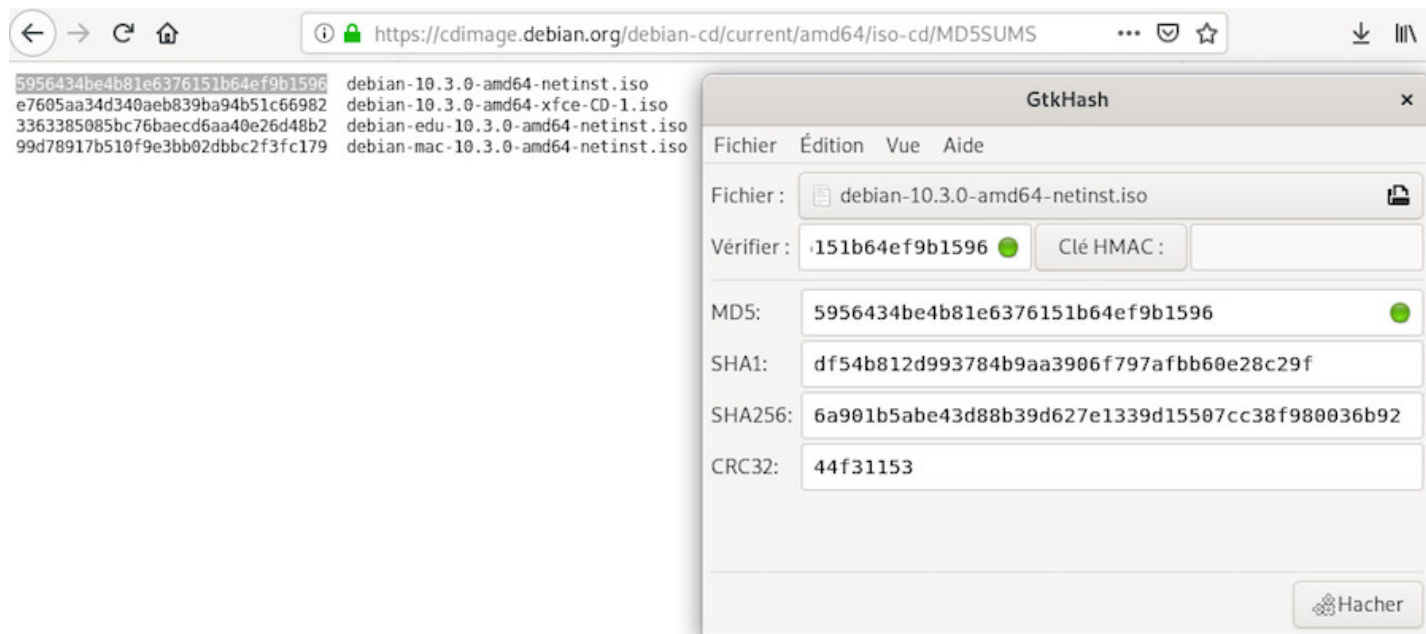 https://cdimage.debian.org/debian-cd/current/amd64/iso-cd/MD5SUMS
5956434be4b81e6376151b64ef9b1596 debian-10.3.0-amd64-netinst.iso
e7605aa34d340aeb839ba94b51c66982 debian-10.3.0-amd64-xfce-CD-1.iso
3363385085bc76baecd6aa40e26d48b2 debian-edu-10.3.0-amd64-netinst.iso
99d78917b510f9e3bb02dbbc2f3fc179 debian-mac-10.3.0-amd64-netinst.iso
GtkHash
Fichier Édition Vue Aide
Fichier : debian-10.3.0-amd64-netinst.iso
Vérifier : 151b64ef9b1596 Clé HMAC :
MD5: 5956434be4b81e6376151b64ef9b1596
SHA1: df54b812d993784b9aa3906f797afbb60e28c29f
SHA256: 6a901b5abe43d88b39d627e1339d15507cc38f980036b92
CRC32: 44f31153
Hacher